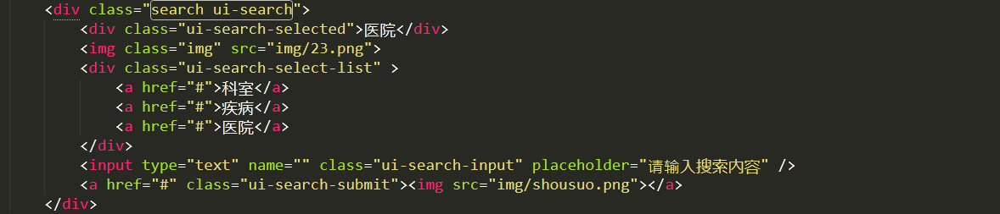 <div class="search ui-search">
<div class="ui-search-selected">医院</div>
<img class="img" src="img/23.png">
<div class="ui-search-select-list" >
<a href="#">科室</a>
<a href="#">疾病</a>
<a href="#">医院</a>
</div>
<input type="text" name="" class="ui-search-input" placeholder="请输入搜索内容" />
<a href="#" class="ui-search-submit"><img src="img/shousuo.png"></a>
</div>